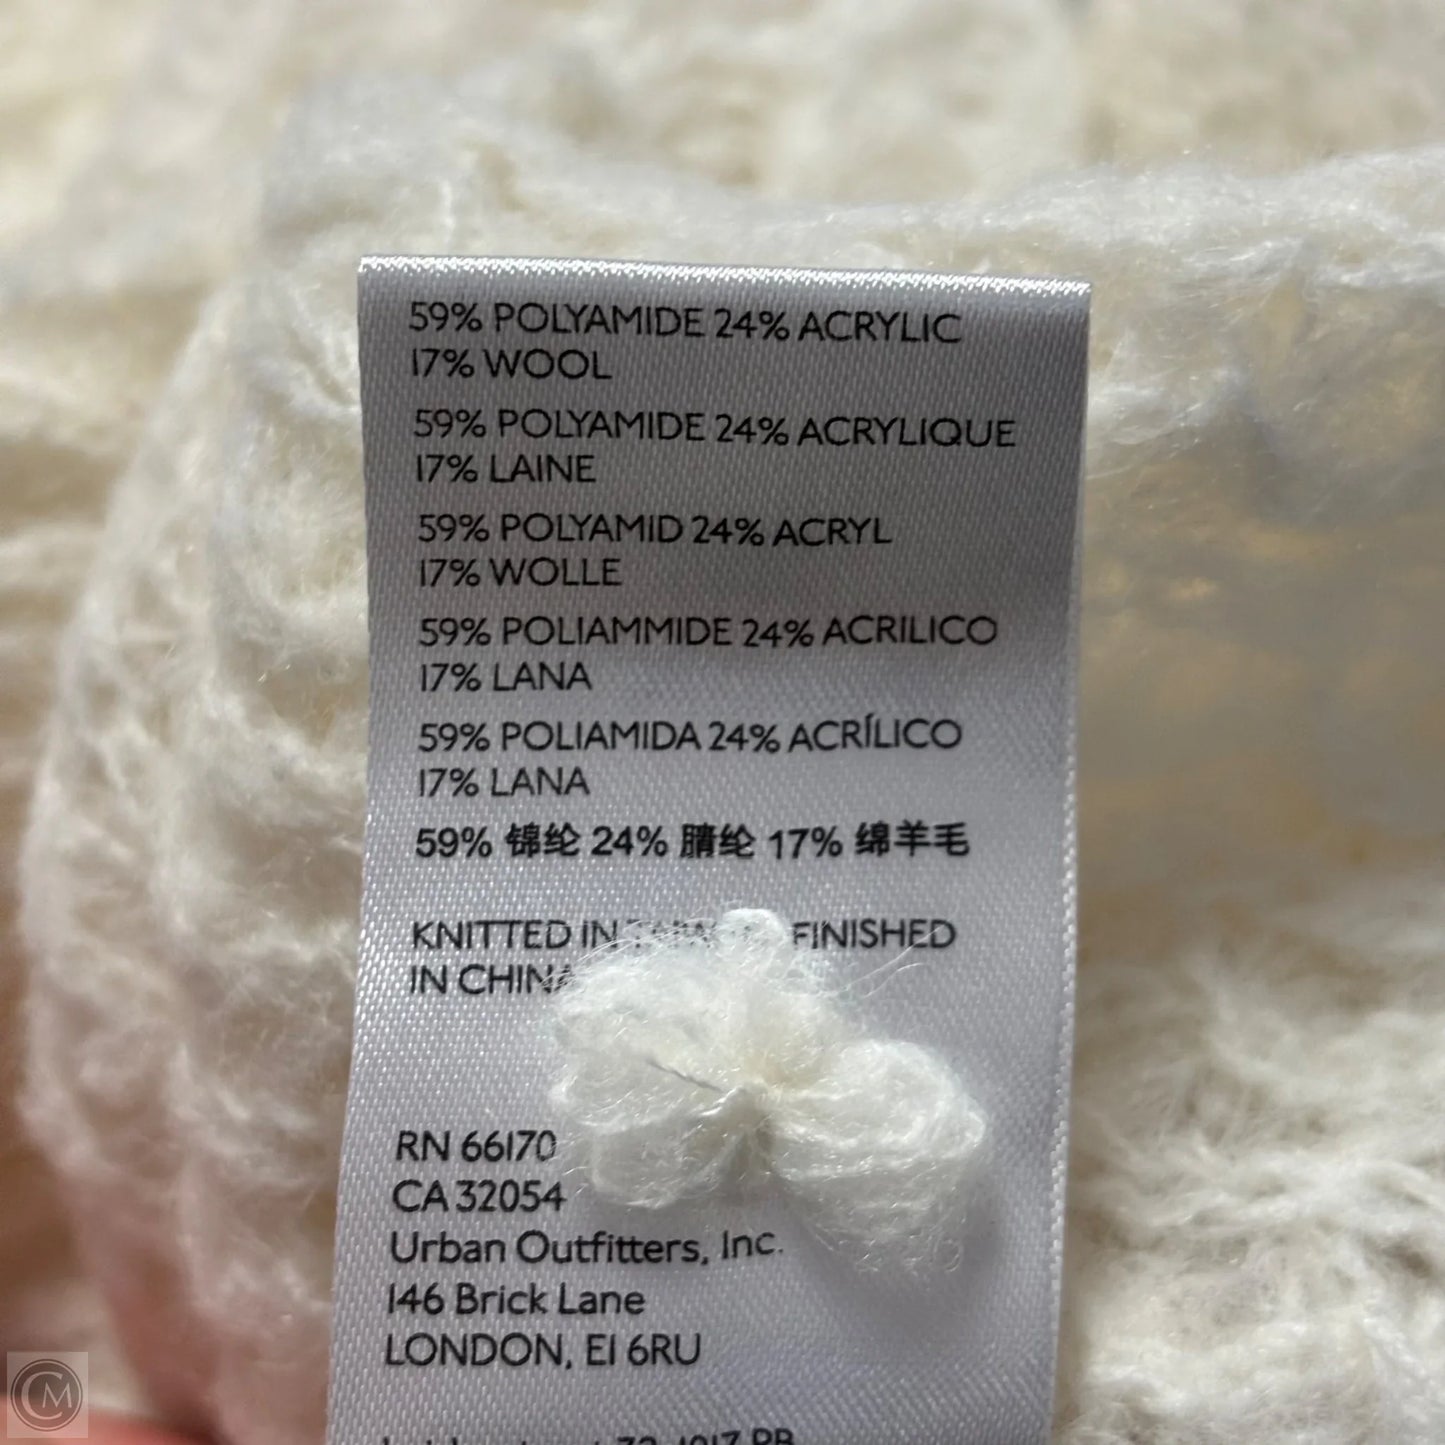 59% POLYAMIDE 24% ACRYLIC
17% WOOL
59% POLYAMIDE 24% ACRYLIQUE
17% LAINE
59% POLYAMID 24% ACRYL
17% WOLLE
59% POLIAMMIDE 24% ACRILICO
17% LANA
59% POLIAMIDA 24% ACRÍLICO
17% LANA
59% 锦纶 24% 腈纶 17% 绵羊毛
KNITTED IN FINISHED
IN CHINA
RN 66170
CA 32054
Urban Outfitters, Inc.
146 Brick Lane
LONDON, E1 6RU
CM